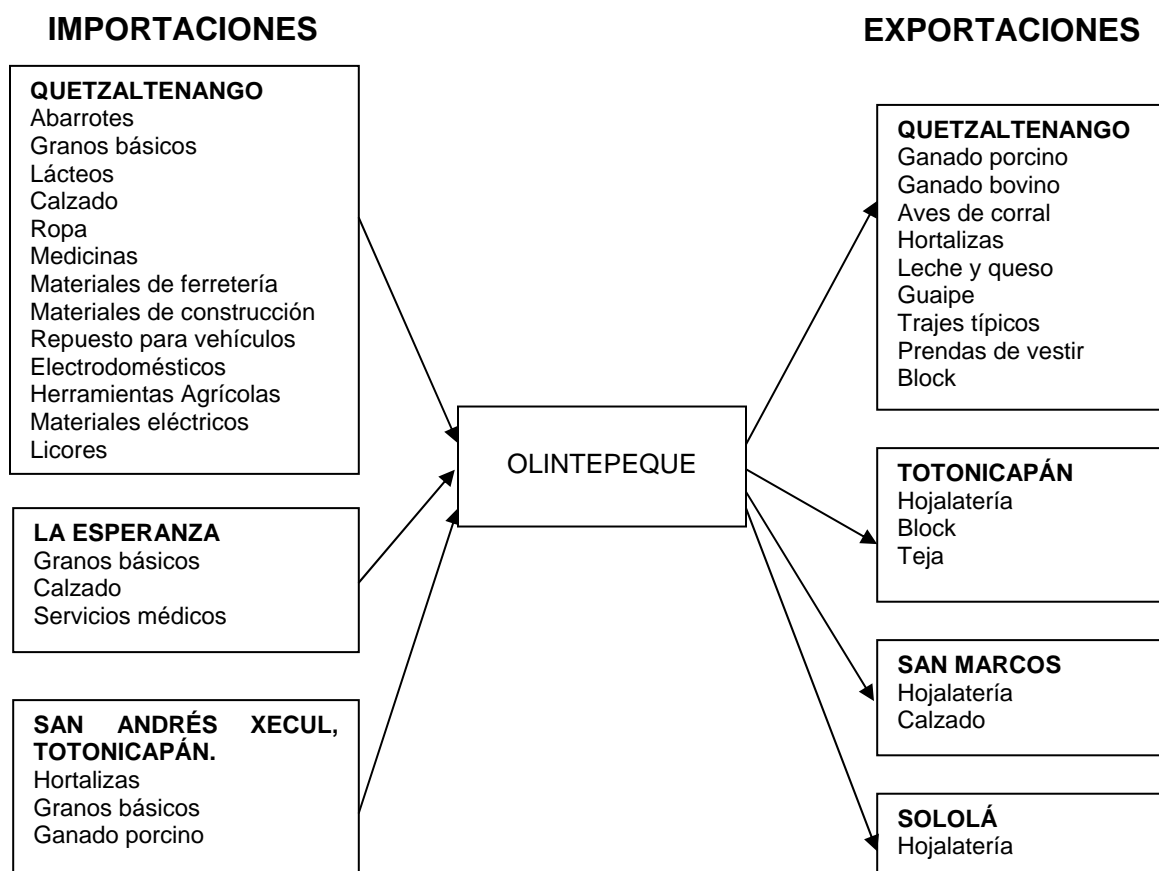 IMPORTACIONES
QUETZALTENANGO
Abarrotes
Granos básicos
Lácteos
Calzado
Ropa
Medicinas
Materiales de ferretería
Materiales de construcción
Repuesto para vehículos
Electrodomésticos
Herramientas Agrícolas
Materiales eléctricos
Licores
LA ESPERANZA
Granos básicos
Calzado
Servicios médicos
SAN ANDRÉS XECUL,
TOTONICAPÁN.
Hortalizas
Granos básicos
Ganado porcino
OLINTEPEQUE
EXPORTACIONES
QUETZALTENANGO
Ganado porcino
Ganado bovino
Aves de corral
Hortalizas
Leche y queso
Guaipe
Trajes típicos
Prendas de vestir
Block
TOTONICAPÁN
Hojalatería
Block
Teja
SAN MARCOS
Hojalatería
Calzado
SOLOLÁ
Hojalatería